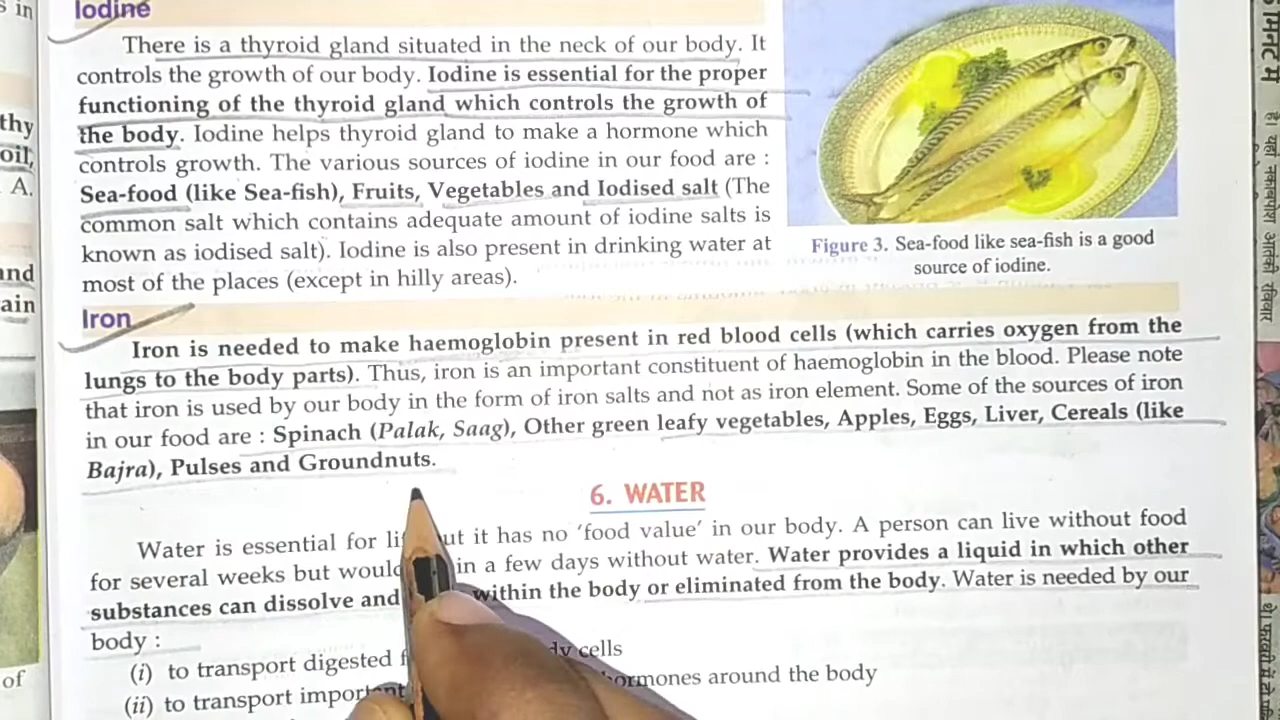 s in
thy
oil,
A.
and
ain
of
Iodine
There is a thyroid gland situated in the neck of our body. It
controls the growth of our body. Iodine is essential for the proper
functioning of the thyroid gland which controls the growth of
the body. Iodine helps thyroid gland to make a hormone which
controls growth. The various sources of iodine in our food are :
Sea-food (like Sea-fish), Fruits, Vegetables and Iodised salt (The
common salt which contains adequate amount of iodine salts is
known as iodised salt). Iodine is also present in drinking water at
most of the places (except in hilly areas).
Figure 3. Sea-food like sea-fish is a good
source of iodine.
Iron
Iron is needed to make haemoglobin present in red blood cells (which carries oxygen from the
lungs to the body parts). Thus, iron is an important constituent of haemoglobin in the blood. Please note
that iron is used by our body in the form of iron salts and not as iron element. Some of the sources of iron
in our food are : Spinach (Palak, Saag), Other green leafy vegetables, Apples, Eggs, Liver, Cereals (like
Bajra), Pulses and Groundnuts.
6. WATER
Water is essential for it has no 'food value' in our body. A person can live without food
for several weeks but would in a few days without water. Water provides a liquid in which other
substances can dissolve and within the body or eliminated from the body. Water is needed by our
body :
(i) to transport digested cells
(ii) to transport hormones around the body